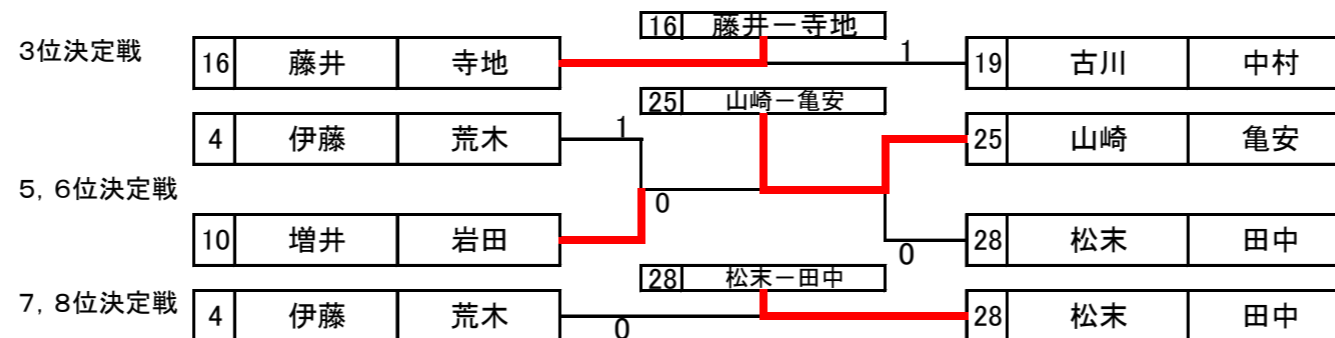 16 藤井－寺地
3位決定戦 16 藤井 寺地 1 19 古川 中村
25 山崎－亀安
4 伊藤 荒木 1 25 山崎 亀安
5，6位決定戦 0
10 増井 岩田 0 28 松末 田中
28 松末－田中
7，8位決定戦 4 伊藤 荒木 0 28 松末 田中